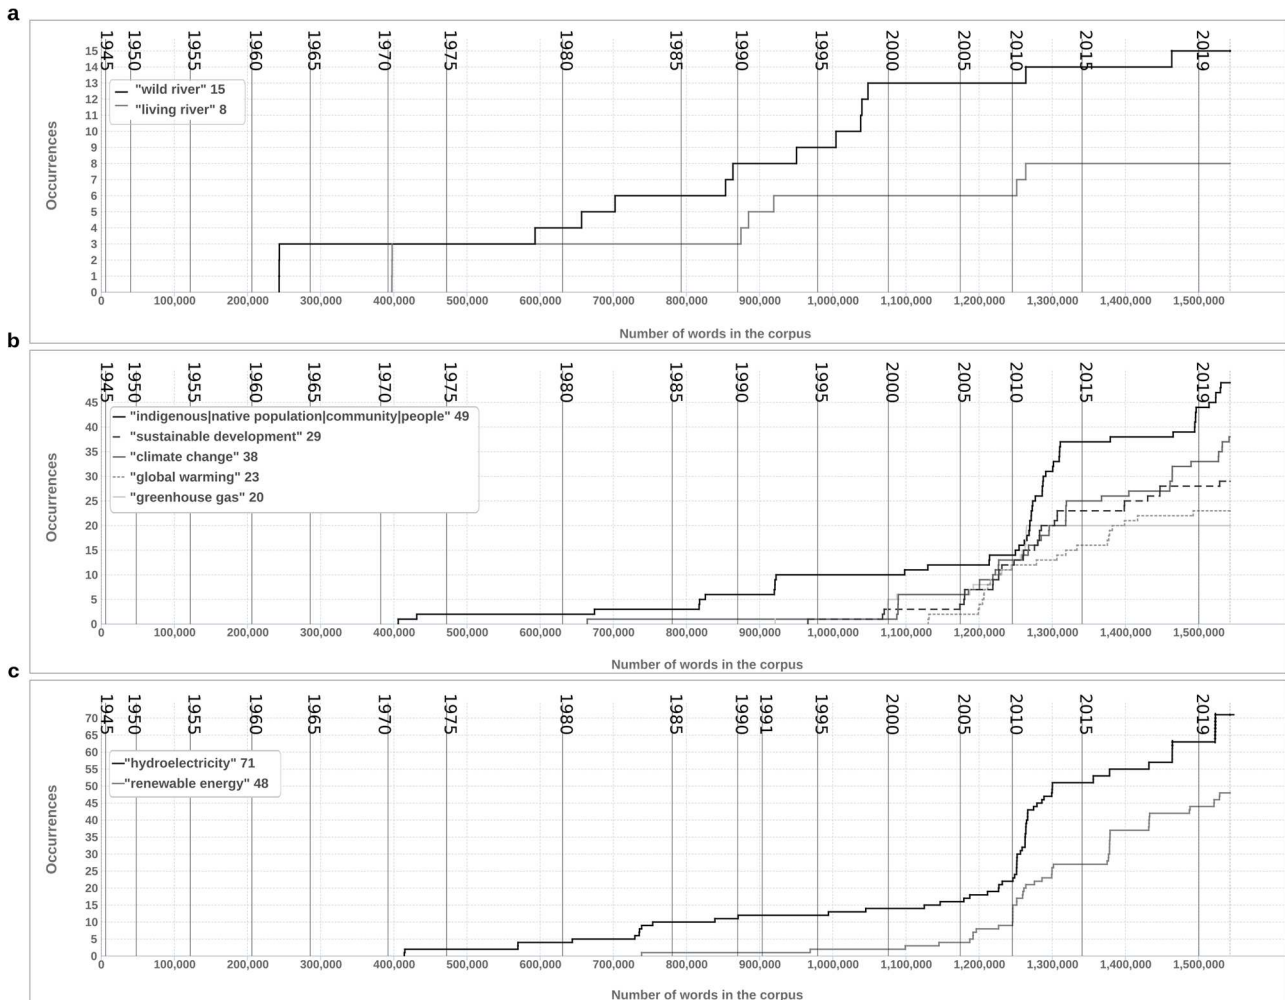 a
1945 1950 1955 1960 1965 1970 1975 1980 1985 1990 1995 2000 2005 2010 2015 2019
15
14
13
12
11
10
9
8
7
6
5
4
3
2
1
0
Occurrences
"wild river" 15
"living river" 8
0 100,000 200,000 300,000 400,000 500,000 600,000 700,000 800,000 900,000 1,000,000 1,100,000 1,200,000 1,300,000 1,400,000 1,500,000
Number of words in the corpus
b
1945 1950 1955 1960 1965 1970 1975 1980 1985 1990 1995 2000 2005 2010 2015 2019
45
40
35
30
25
20
15
10
5
0
Occurrences
"indigenous|native population|community|people" 49
"sustainable development" 29
"climate change" 38
"global warming" 23
"greenhouse gas" 20
0 100,000 200,000 300,000 400,000 500,000 600,000 700,000 800,000 900,000 1,000,000 1,100,000 1,200,000 1,300,000 1,400,000 1,500,000
Number of words in the corpus
c
1945 1950 1955 1960 1965 1970 1975 1980 1985 1990 1991 1995 2000 2005 2010 2015 2019
70
65
60
55
50
45
40
35
30
25
20
15
10
5
0
Occurrences
"hydroelectricity" 71
"renewable energy" 48
0 100,000 200,000 300,000 400,000 500,000 600,000 700,000 800,000 900,000 1,000,000 1,100,000 1,200,000 1,300,000 1,400,000 1,500,000
Number of words in the corpus